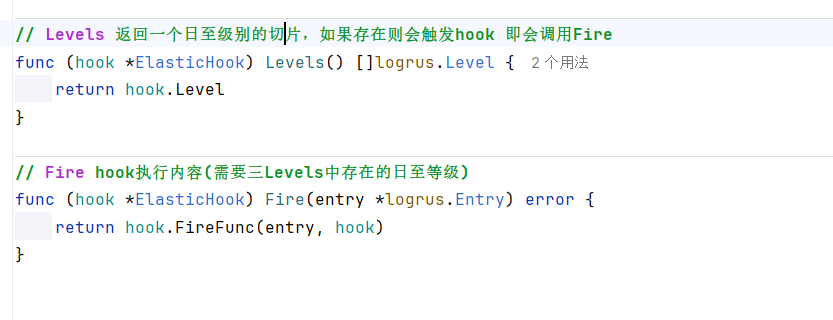 // Levels 返回一个日至级别的切片，如果存在则会触发hook 即会调用Fire
func (hook *ElasticHook) Levels() []logrus.Level {  2个用法
    return hook.Level
}
// Fire hook执行内容(需要三Levels中存在的日至等级)
func (hook *ElasticHook) Fire(entry *logrus.Entry) error {
    return hook.FireFunc(entry, hook)
}